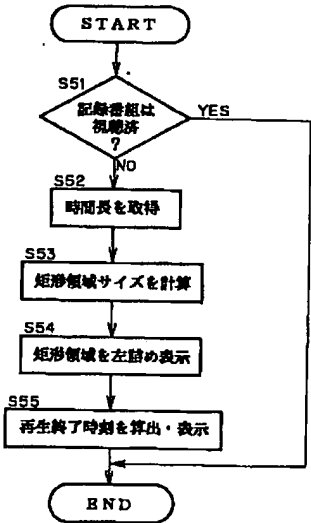 START
S51
記録番組は
視聴済
?
YES
NO
S52
時間長を取得
S53
矩形領域サイズを計算
S54
矩形領域を左詰め表示
S55
再生終了時刻を算出・表示
END